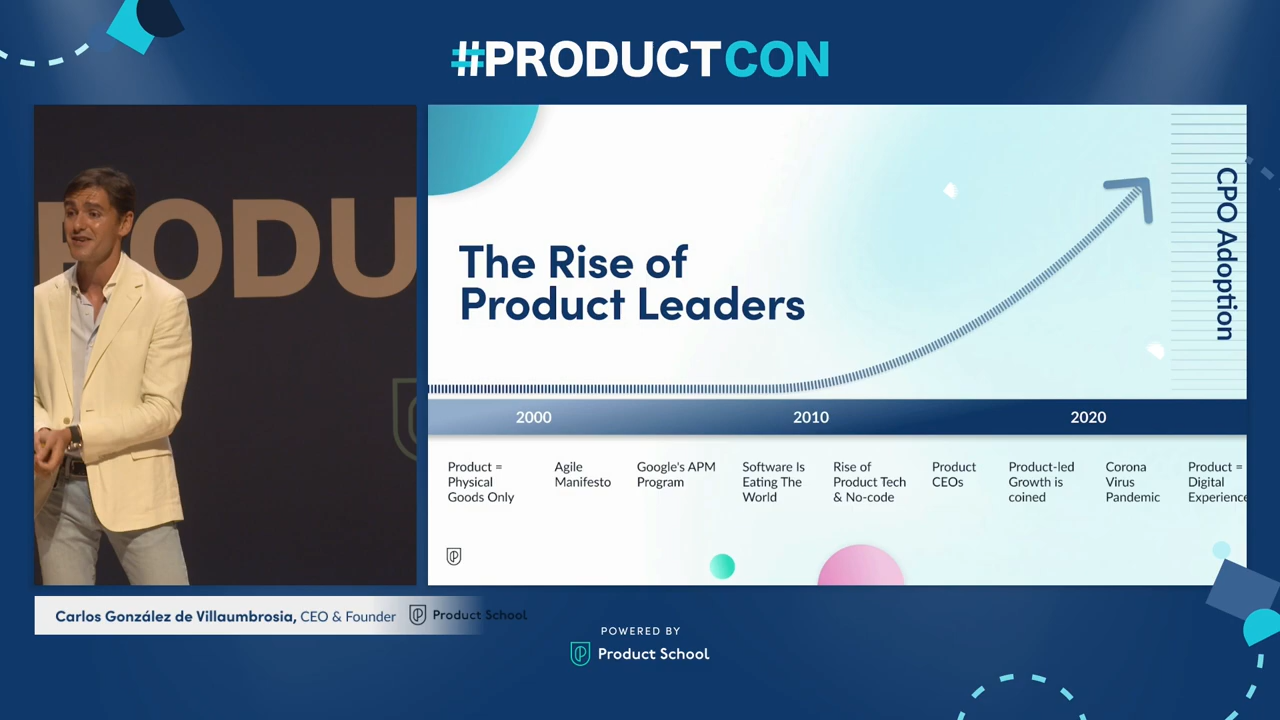 #PRODUCTCON
PRODU
The Rise of
Product Leaders
CPO Adoption
2000
2010
2020
Product =
Physical
Goods Only
Agile
Manifesto
Google's APM
Program
Software Is
Eating The
World
Rise of
Product Tech
& No-code
Product
CEOs
Product-led
Growth is
coined
Corona
Virus
Pandemic
Product =
Digital
Experience
Carlos González de Villaumbrosia, CEO & Founder Product School
POWERED BY
Product School